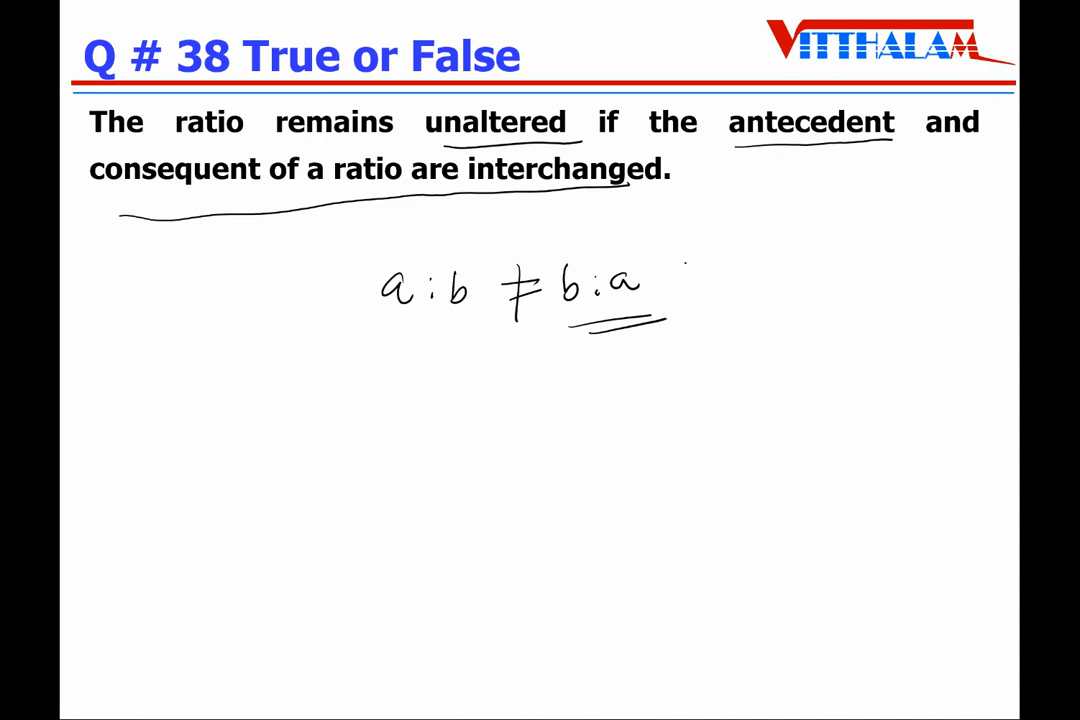 Q # 38 True or False
VITTHALAM
The ratio remains unaltered if the antecedent and
consequent of a ratio are interchanged.
a : b ≠ b : a